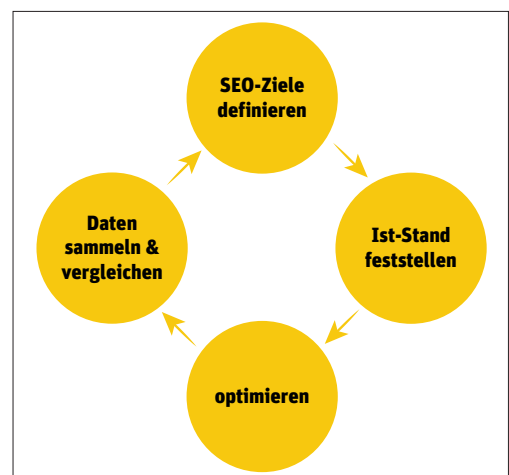 SEO-Ziele
definieren
Ist-Stand
feststellen
optimieren
Daten
sammeln &
vergleichen